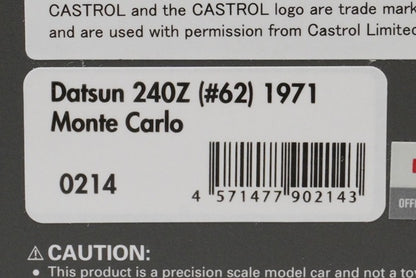 CASTROL and the CASTROL logo are trade mark
and are used with permission from Castrol Limited
Datsun 240Z (#62) 1971
Monte Carlo
0214
4 571477 902143
OFFI
⚠CAUTION:
• This product is a precision scale model car and not a to